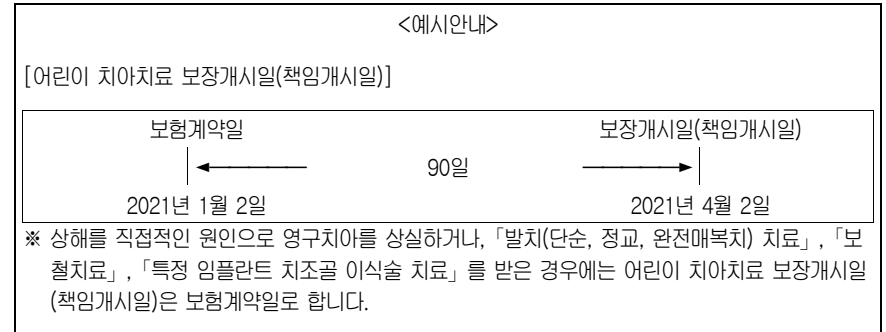 <예시안내>
[어린이 치아치료 보장개시일(책임개시일)]
보험계약일 보장개시일(책임개시일)
90일
2021년 1월 2일 2021년 4월 2일
※ 상해를 직접적인 원인으로 영구치아를 상실하거나,「발치(단순, 정교, 완전매복치) 치료」,「보
철치료」,「특정 임플란트 치조골 이식술 치료」를 받은 경우에는 어린이 치아치료 보장개시일
(책임개시일)은 보험계약일로 합니다.